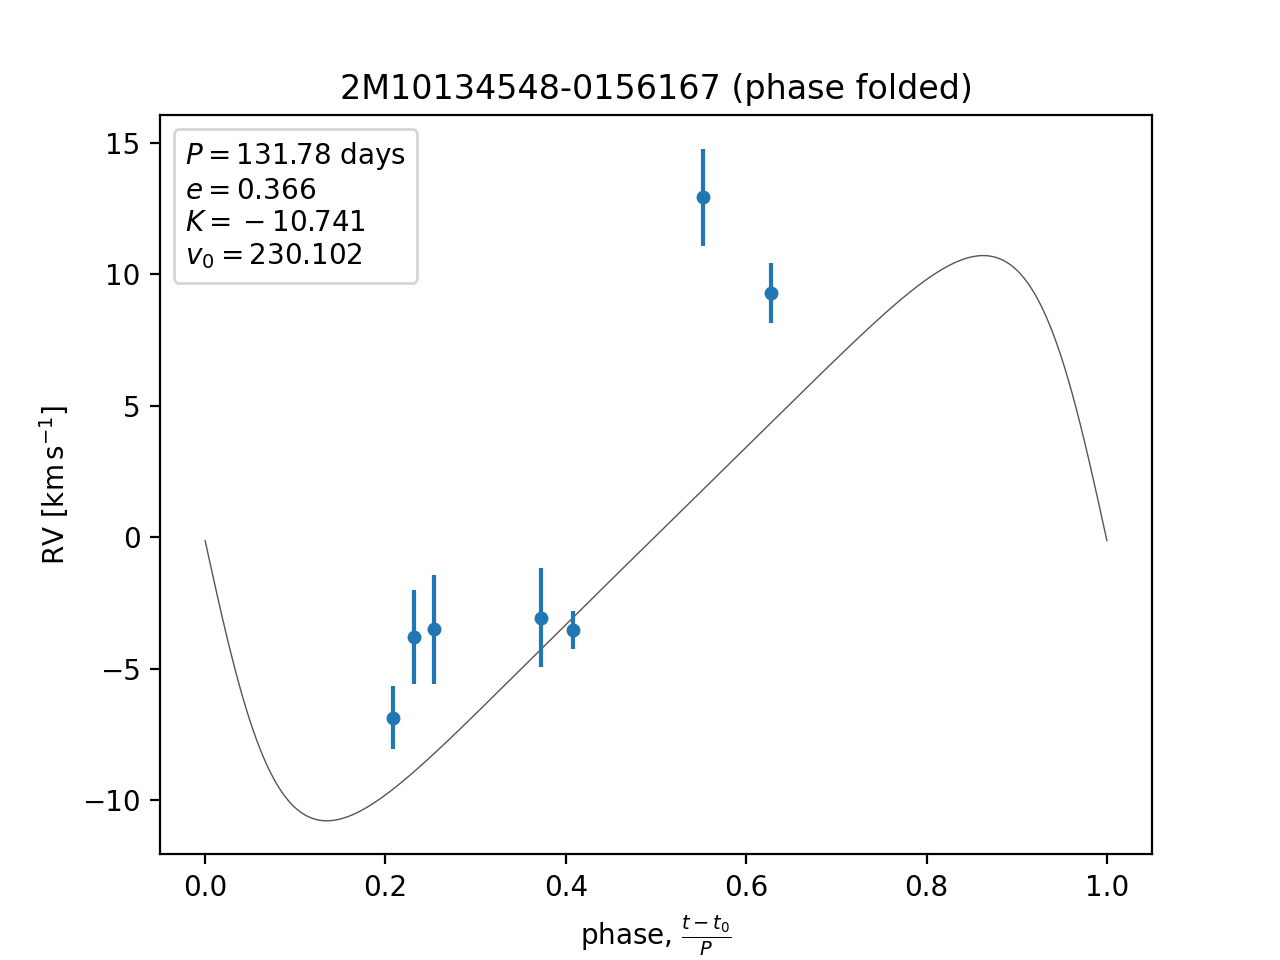 2M10134548-0156167 (phase folded)
P = 131.78 days
e = 0.366
K = −10.741
v₀ = 230.102
15
10
5
0
−5
−10
RV [km s⁻¹]
0.0 0.2 0.4 0.6 0.8 1.0
phase, (t − t₀)/P